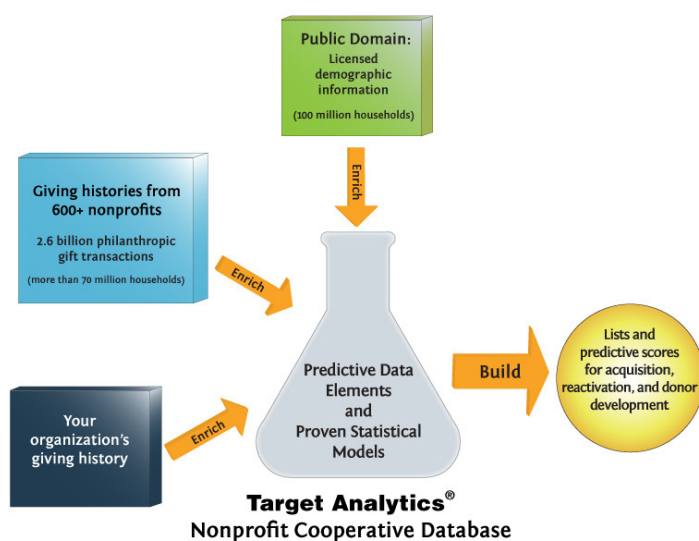 Public Domain:
Licensed
demographic
information
(100 million households)
Enrich
Giving histories from
600+ nonprofits
2.6 billion philanthropic
gift transactions
(more than 70 million households)
Enrich
Your
organization's
giving history
Enrich
Predictive Data
Elements
and
Proven Statistical
Models
Build
Lists and
predictive scores
for acquisition,
reactivation, and donor
development
Target Analytics®
Nonprofit Cooperative Database